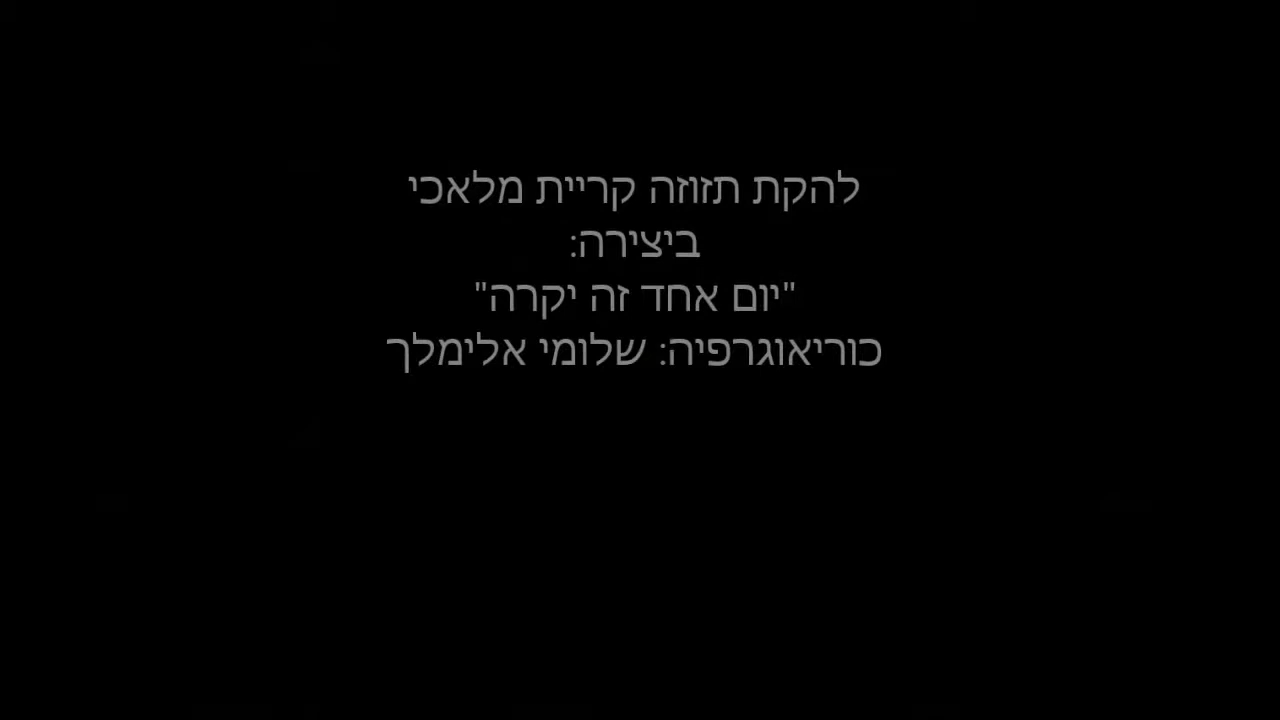 להקת תזוזה קריית מלאכי
ביצירה:
"יום אחד זה יקרה"
כוריאוגרפיה: שלומי אלימלך